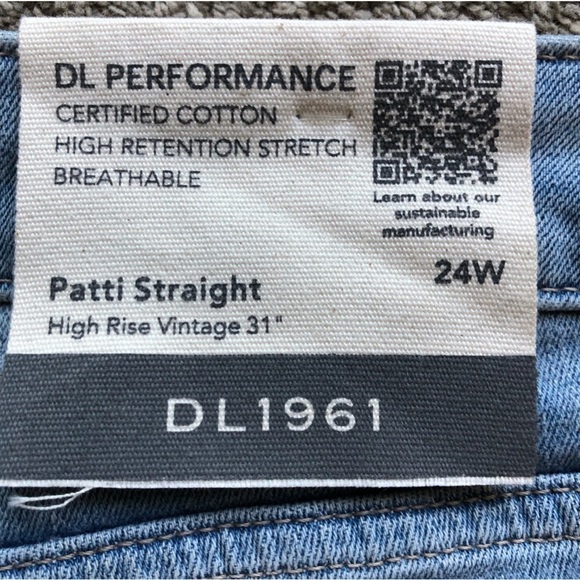 DL PERFORMANCE
CERTIFIED COTTON
HIGH RETENTION STRETCH
BREATHABLE
Learn about our
sustainable
manufacturing
24W
Patti Straight
High Rise Vintage 31"
DL1961